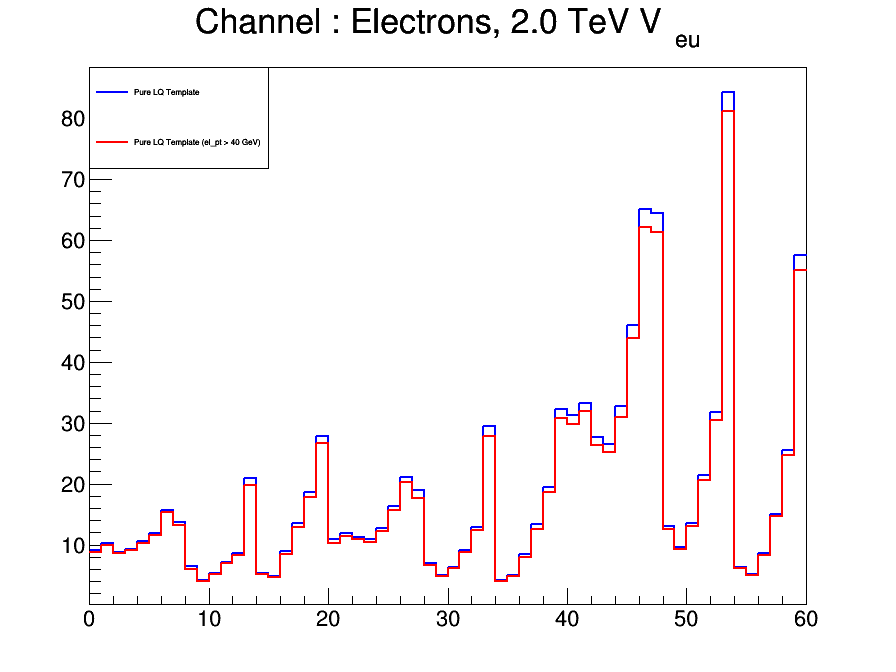 Channel : Electrons, 2.0 TeV V eu
Pure LQ Template
Pure LQ Template (el_pt > 40 GeV)
80
70
60
50
40
30
20
10
0 10 20 30 40 50 60